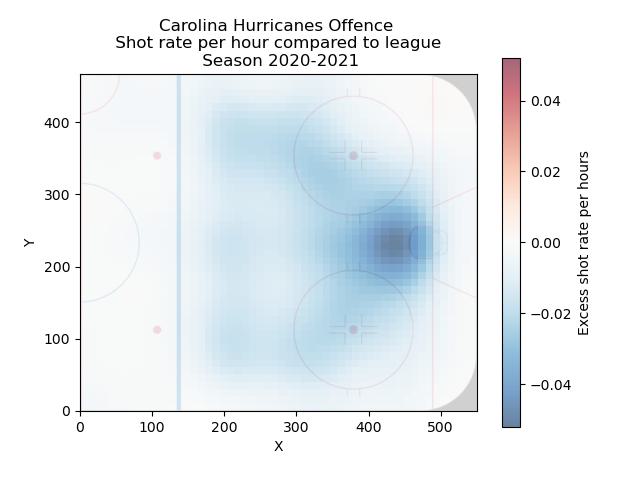 Carolina Hurricanes Offence
Shot rate per hour compared to league
Season 2020-2021
Y
400
300
200
100
0
0 100 200 300 400 500
X
0.04
0.02
0.00
−0.02
−0.04
Excess shot rate per hours